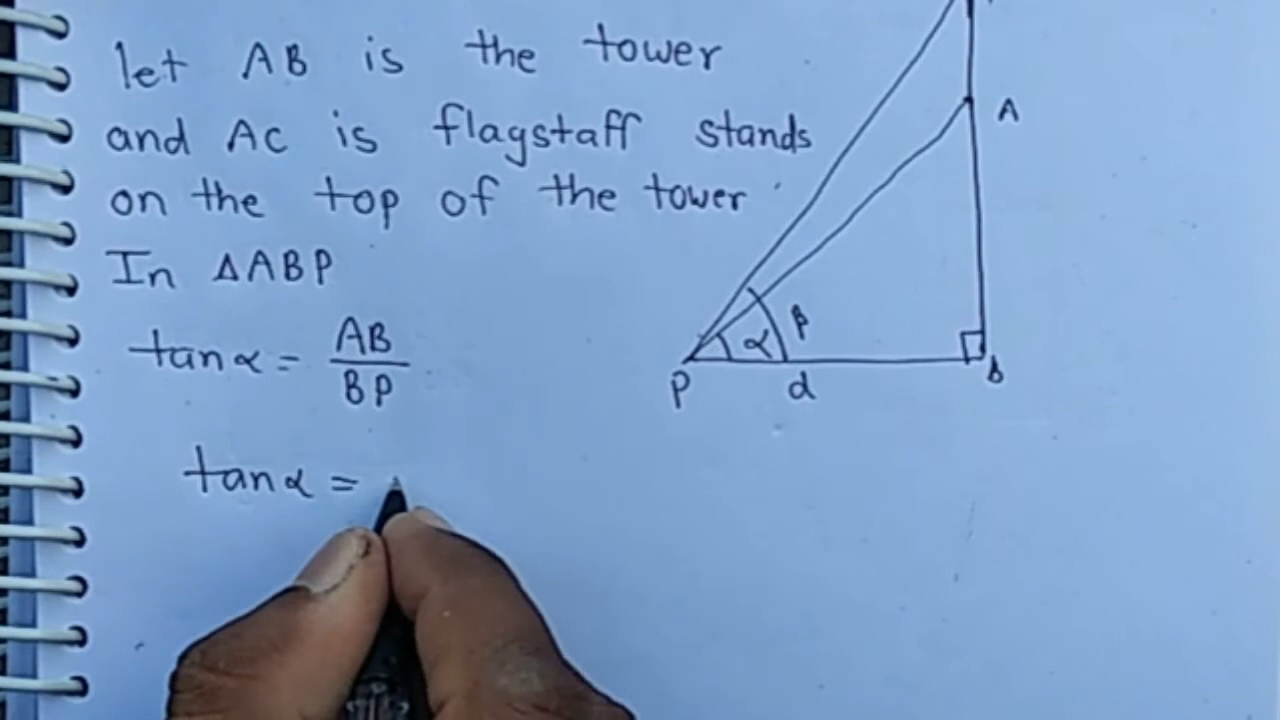 let AB is the tower
and AC is flagstaff stands
on the top of the tower
In ΔABP
tanα = AB/BP
tanα =
A
β
α
P
d
B